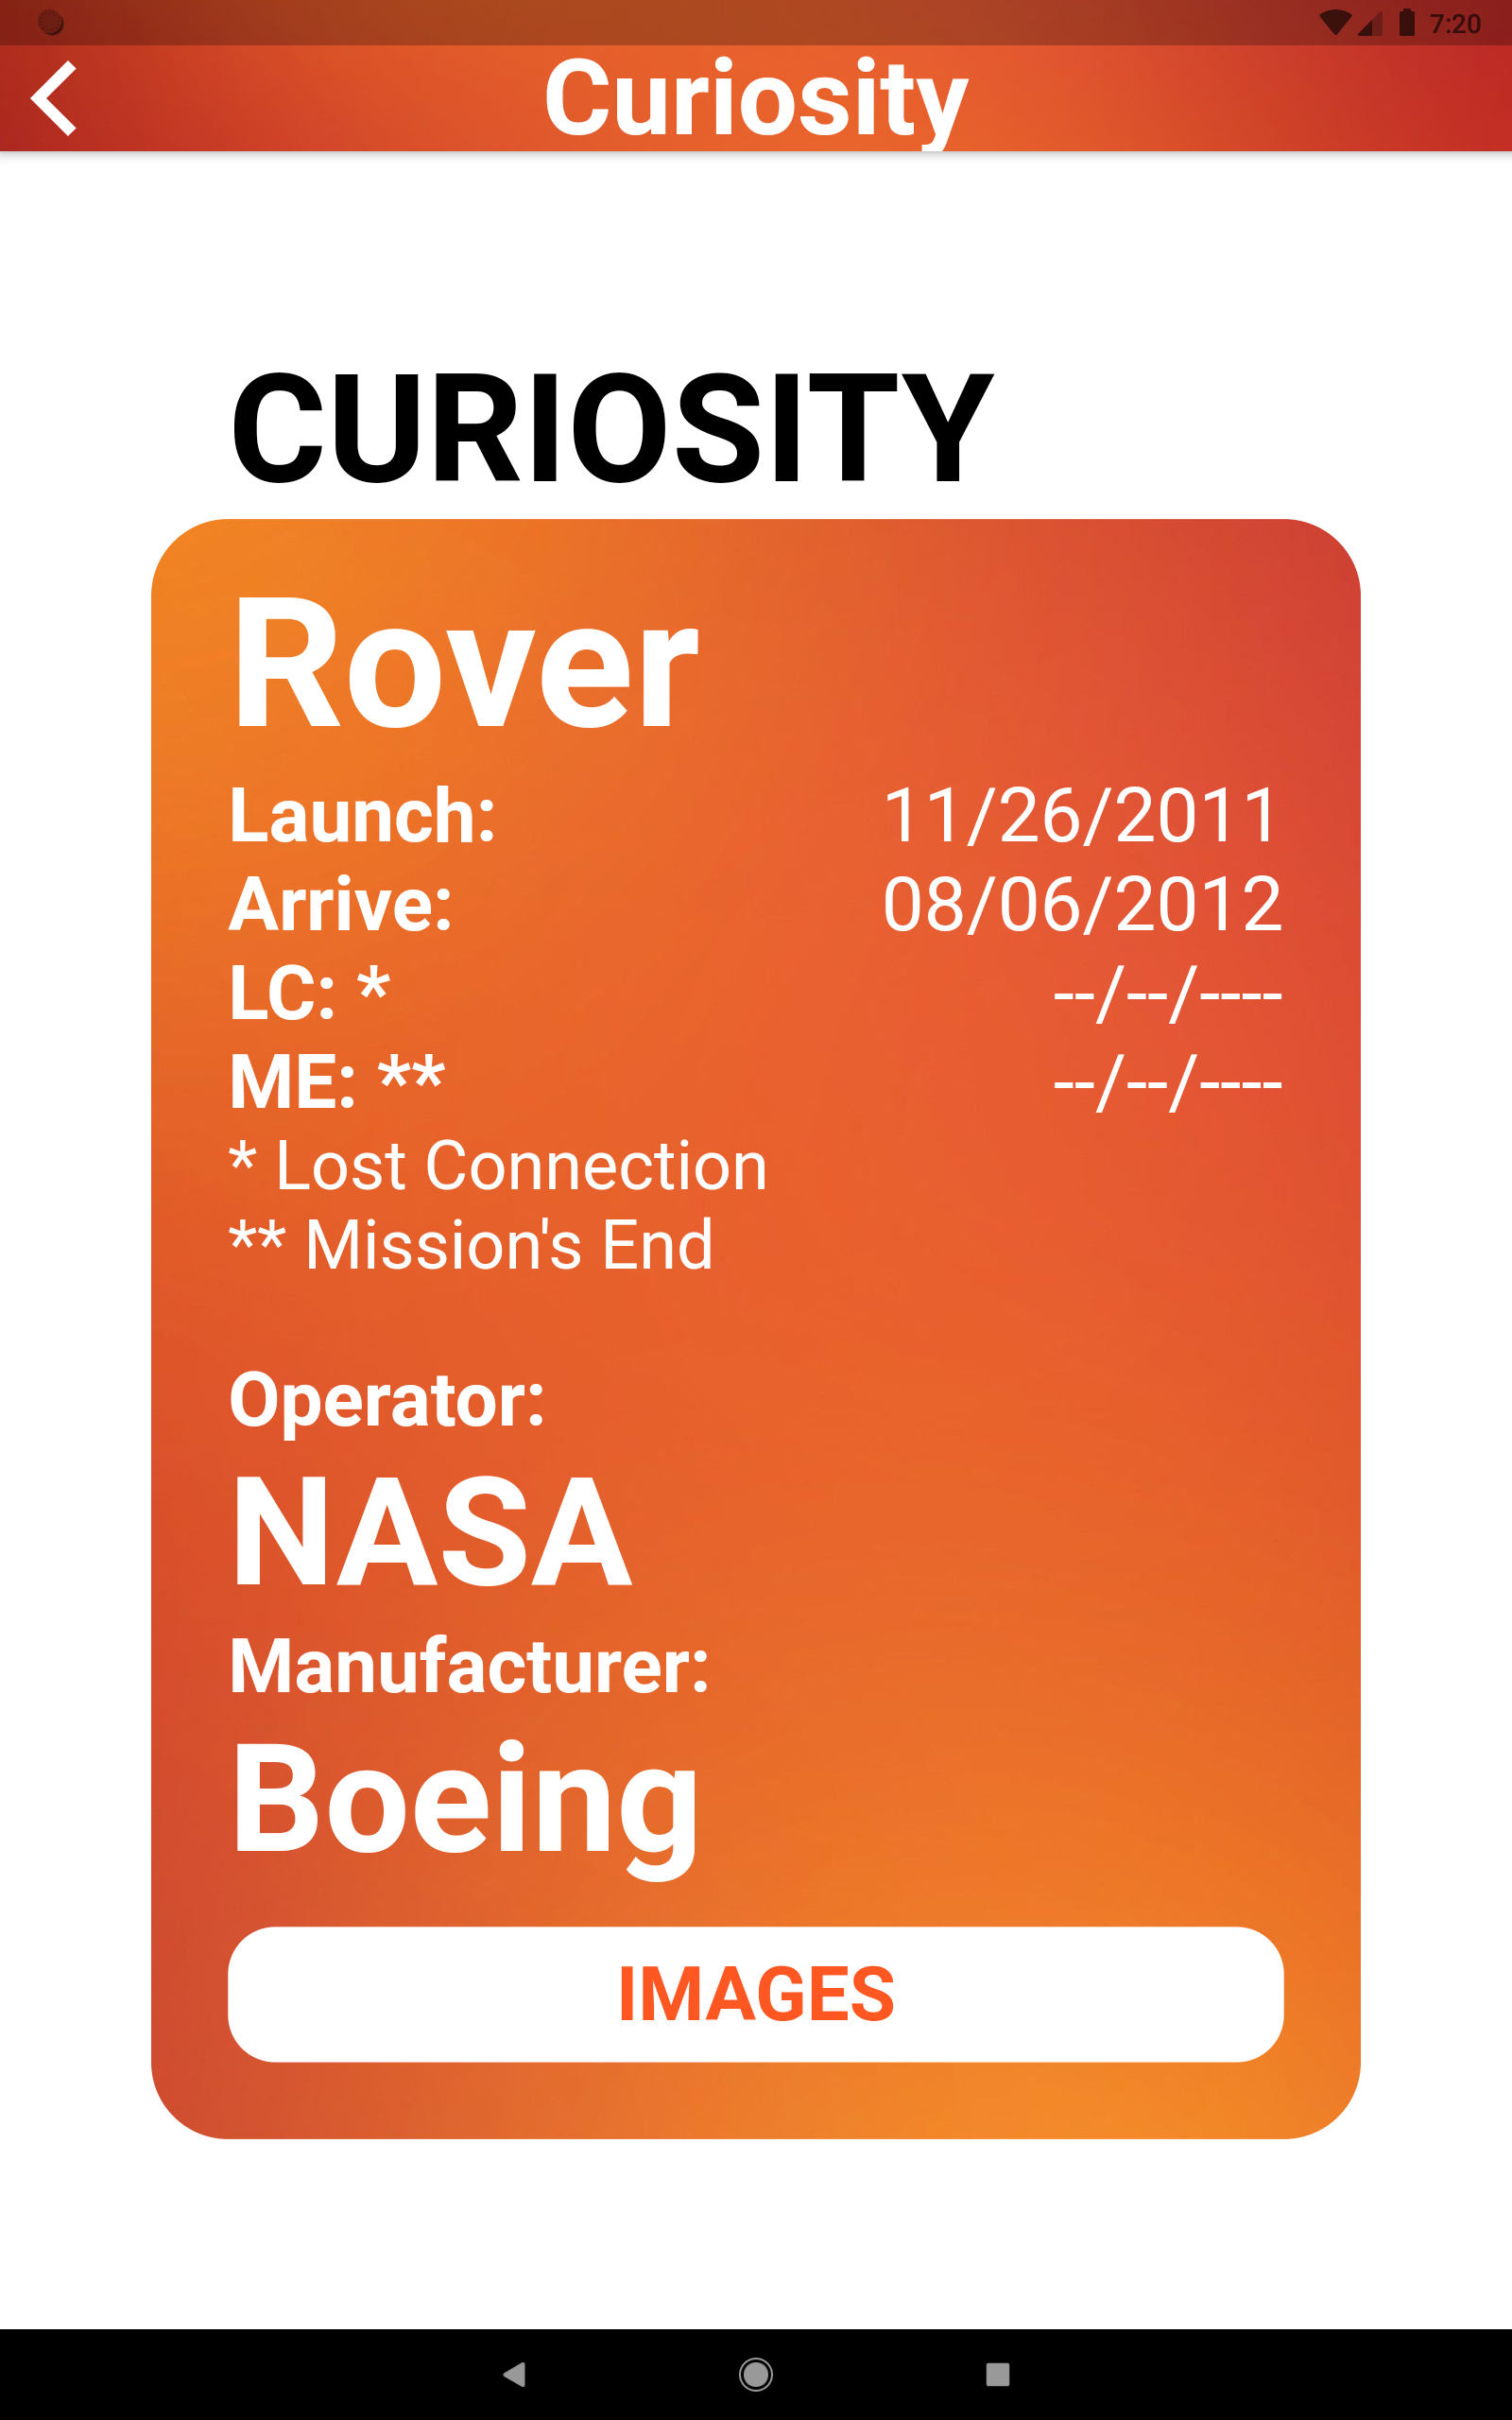 7:20
Curiosity
CURIOSITY
Rover
Launch: 11/26/2011
Arrive: 08/06/2012
LC: * --/--/----
ME: ** --/--/----
* Lost Connection
** Mission's End
Operator:
NASA
Manufacturer:
Boeing
IMAGES